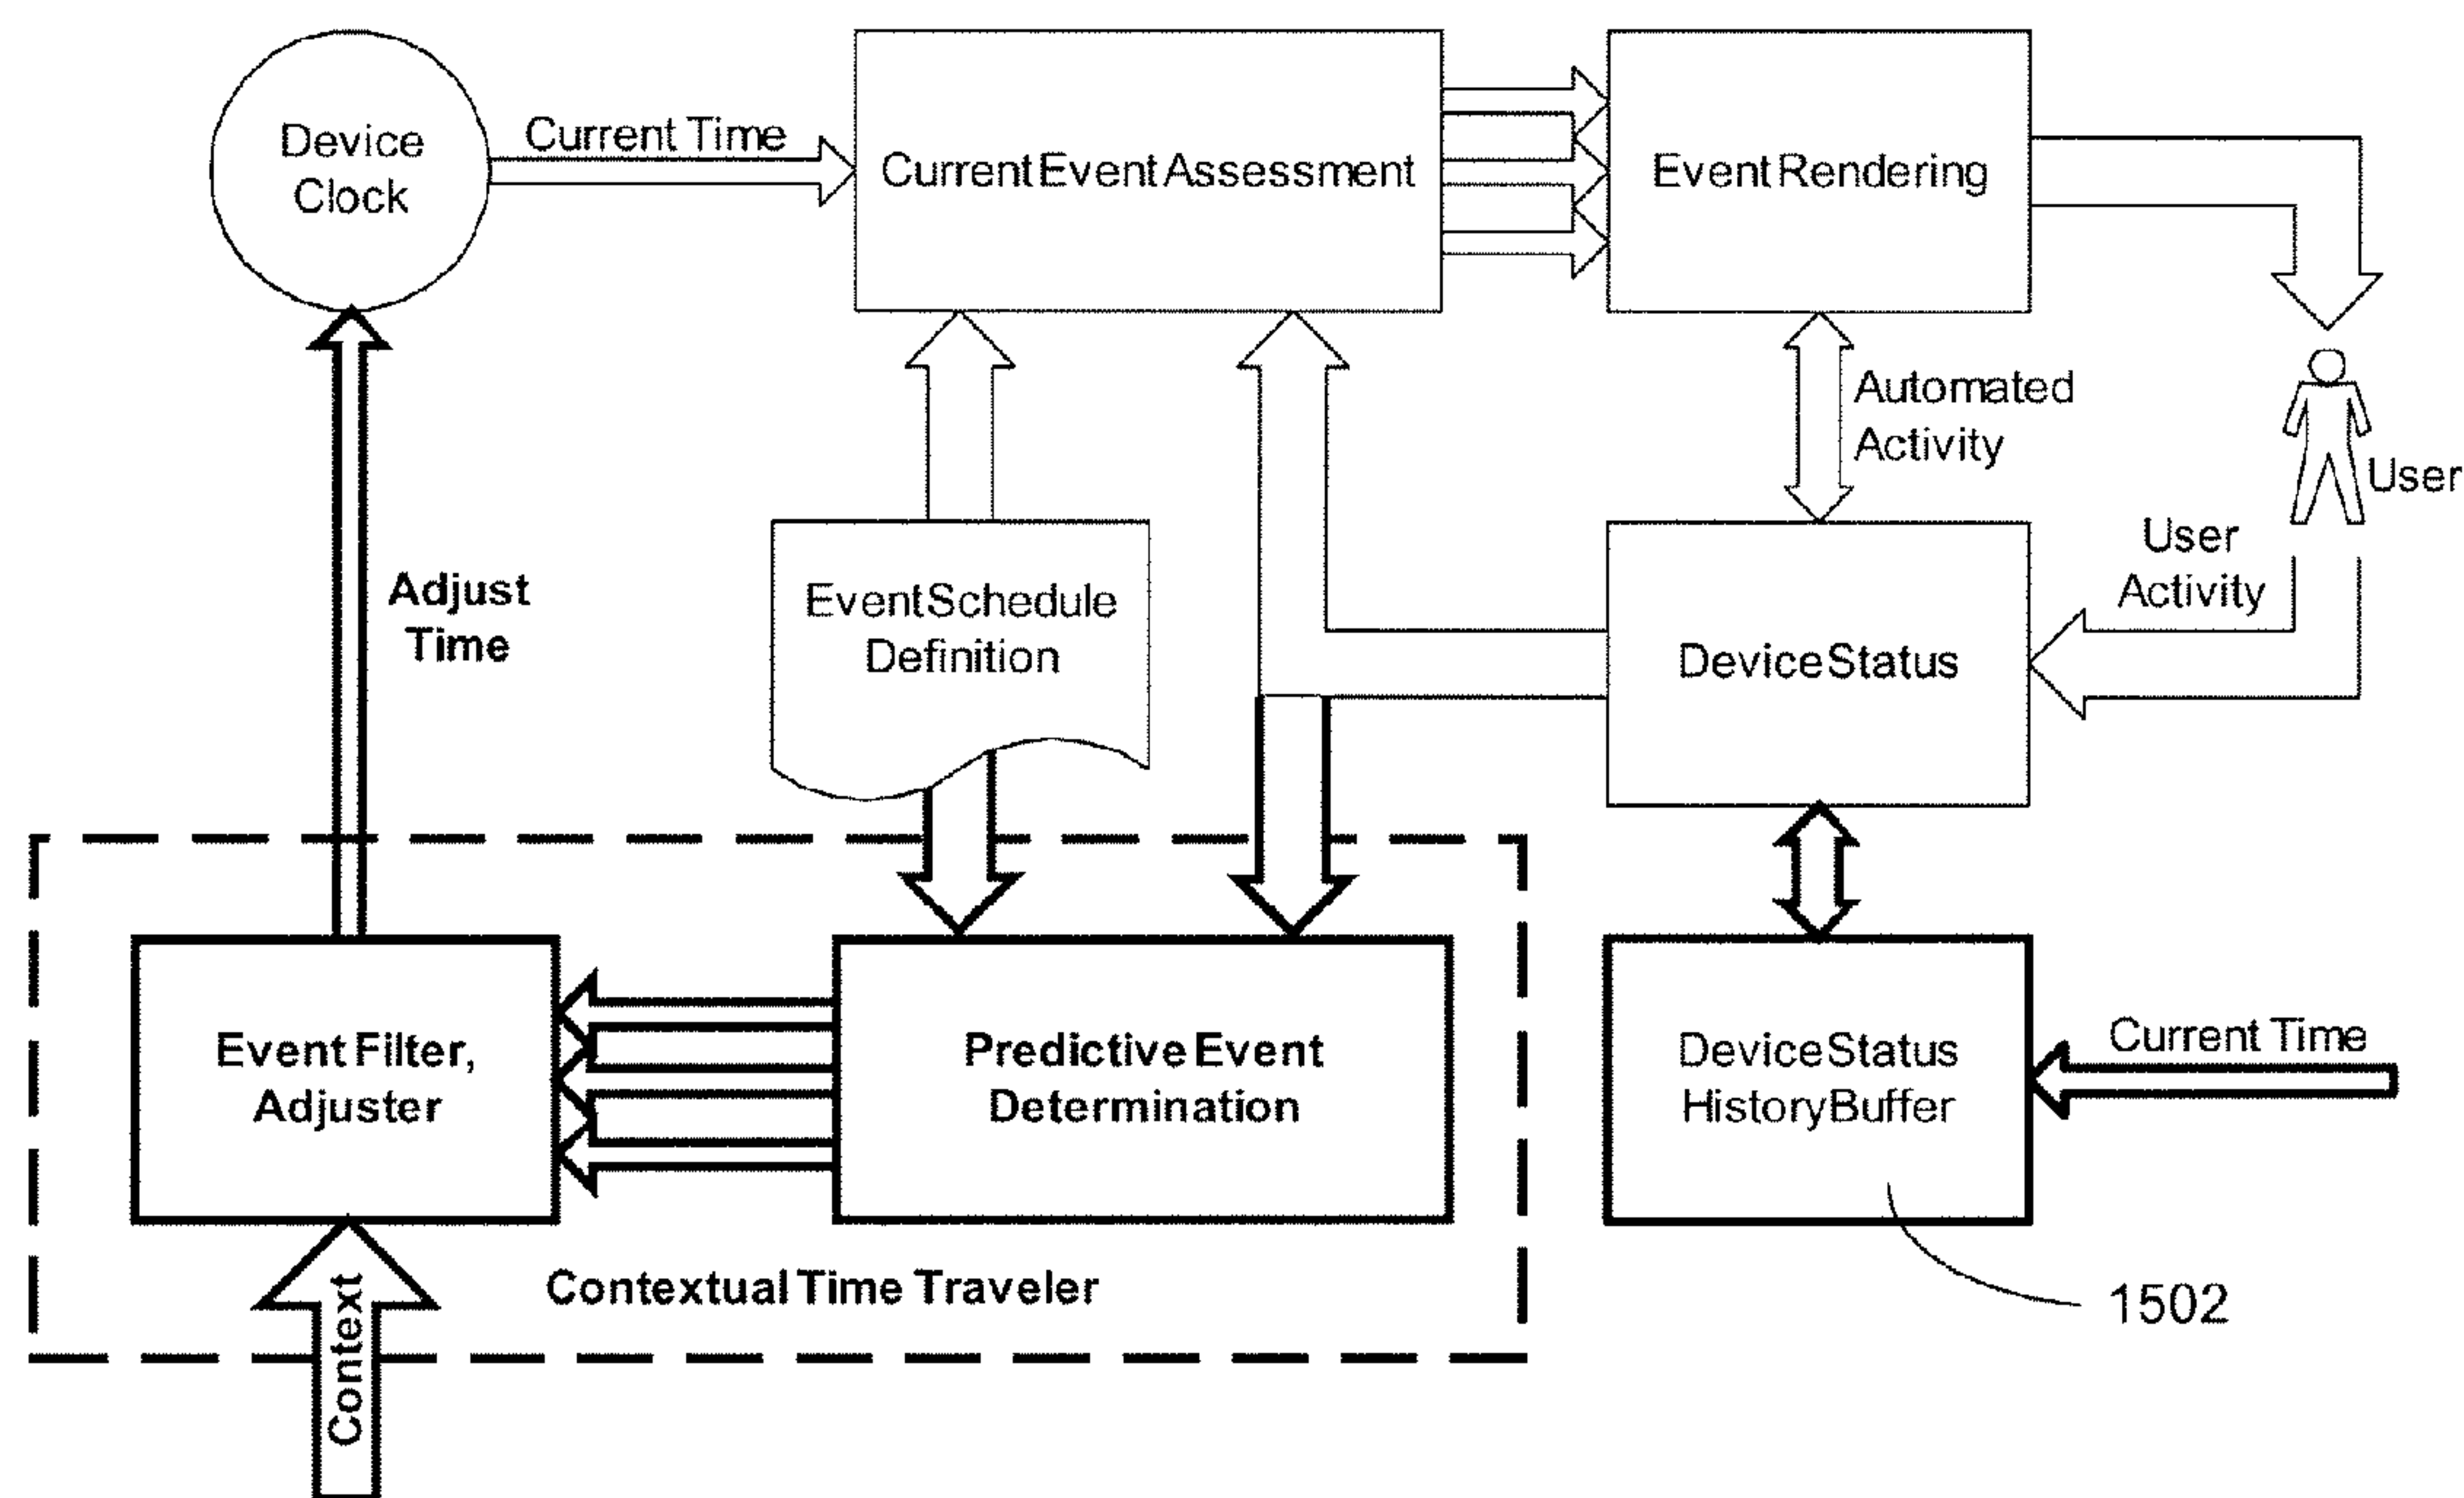 Device
Clock
Current Time
Current Event Assessment
Event Rendering
Automated
Activity
User
User
Activity
Adjust
Time
Event Schedule
Definition
Device Status
Event Filter,
Adjuster
Predictive Event
Determination
Device Status
History Buffer
Current Time
Contextual Time Traveler
Context
1502